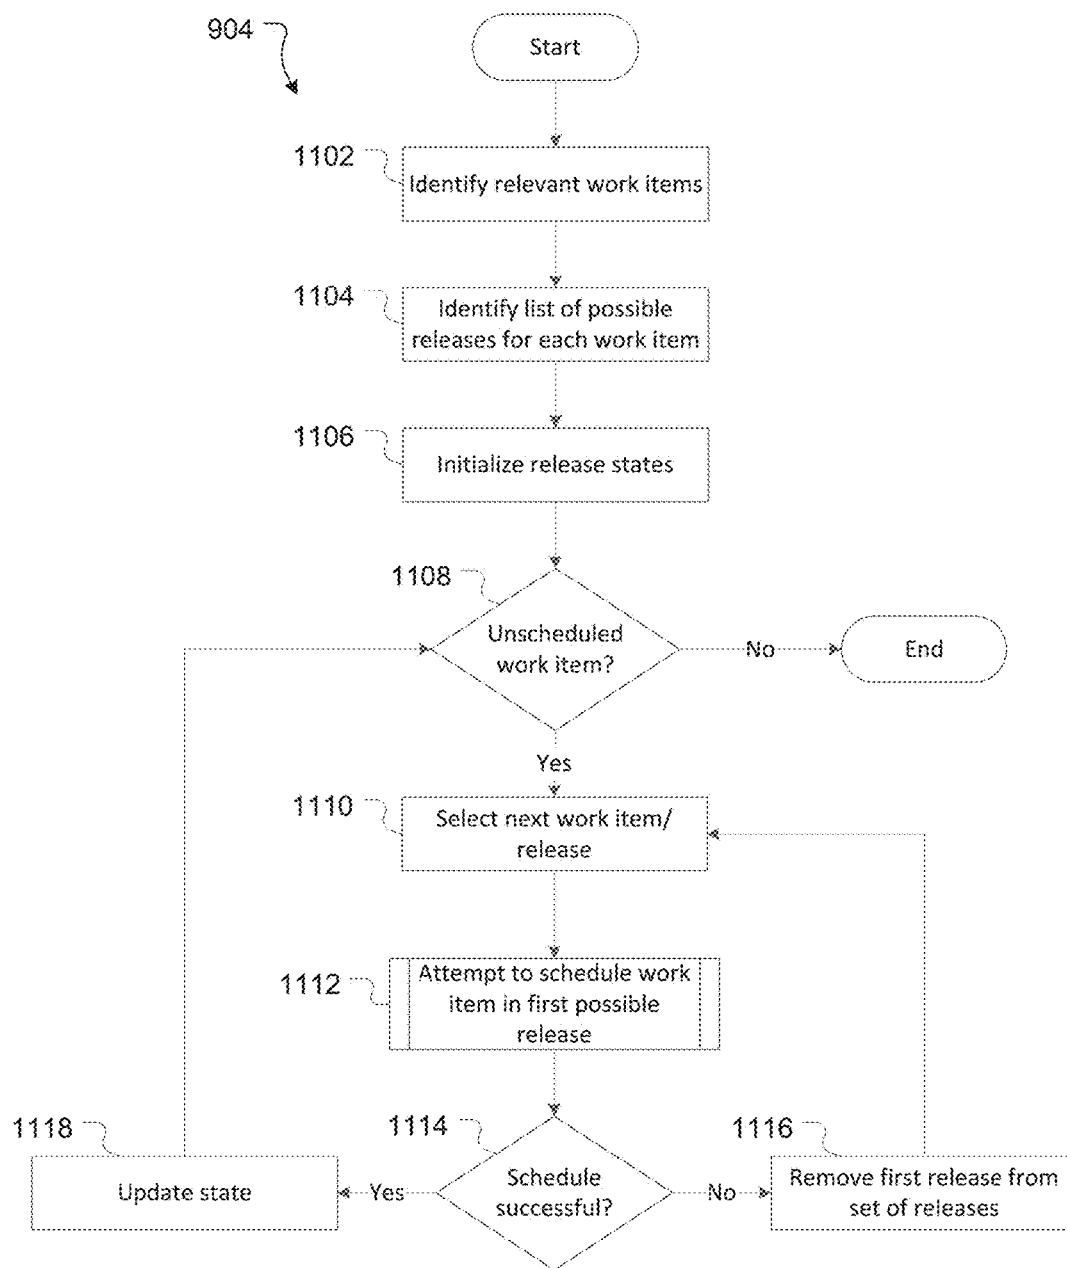 904
Start
1102
Identify relevant work items
1104
Identify list of possible
releases for each work item
1106
Initialize release states
1108
Unscheduled
work item?
No
End
Yes
1110
Select next work item/
release
1112
Attempt to schedule work
item in first possible
release
1118
Update state
Yes
1114
Schedule
successful?
No
1116
Remove first release from
set of releases